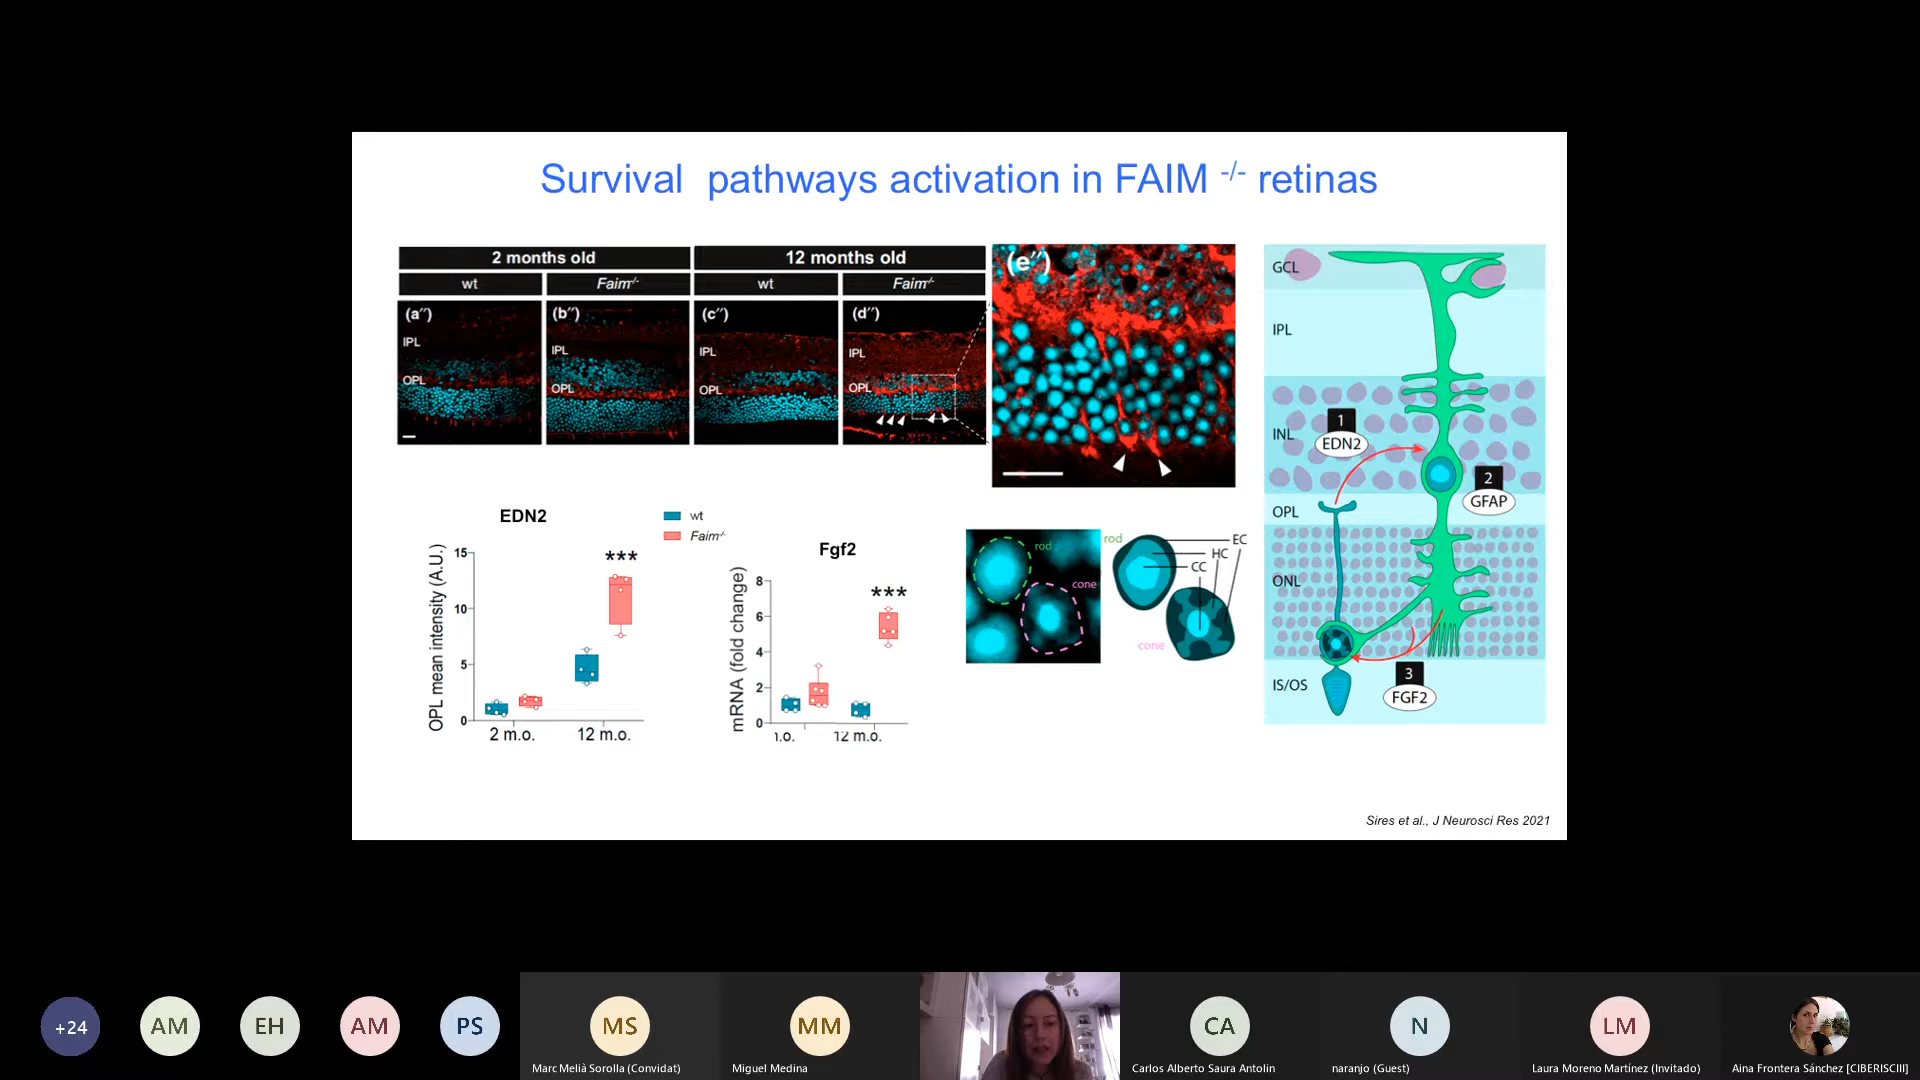 Survival pathways activation in FAIM -/- retinas
2 months old
12 months old
wt
Faim-/-
wt
Faim-/-
(a″)
(b″)
(c″)
(d″)
(e″)
IPL
OPL
IPL
OPL
IPL
OPL
IPL
OPL
EDN2
wt
Faim-/-
OPL mean intensity (A.U.)
15
10
5
0
***
2 m.o.
12 m.o.
Fgf2
mRNA (fold change)
8
6
4
2
0
***
12 m.o.
rod
cone
rod
cone
EC
HC
CC
GCL
IPL
INL
OPL
ONL
IS/OS
1
EDN2
2
GFAP
3
FGF2
Sires et al., J Neurosci Res 2021
+24
AM
EH
AM
PS
MS
Marc Melià Sorolla (Convidat)
MM
Miguel Medina
CA
Carlos Alberto Saura Antolin
N
naranjo (Guest)
LM
Laura Moreno Martínez (Invitado)
Aina Frontera Sánchez [CIBERISCIII]